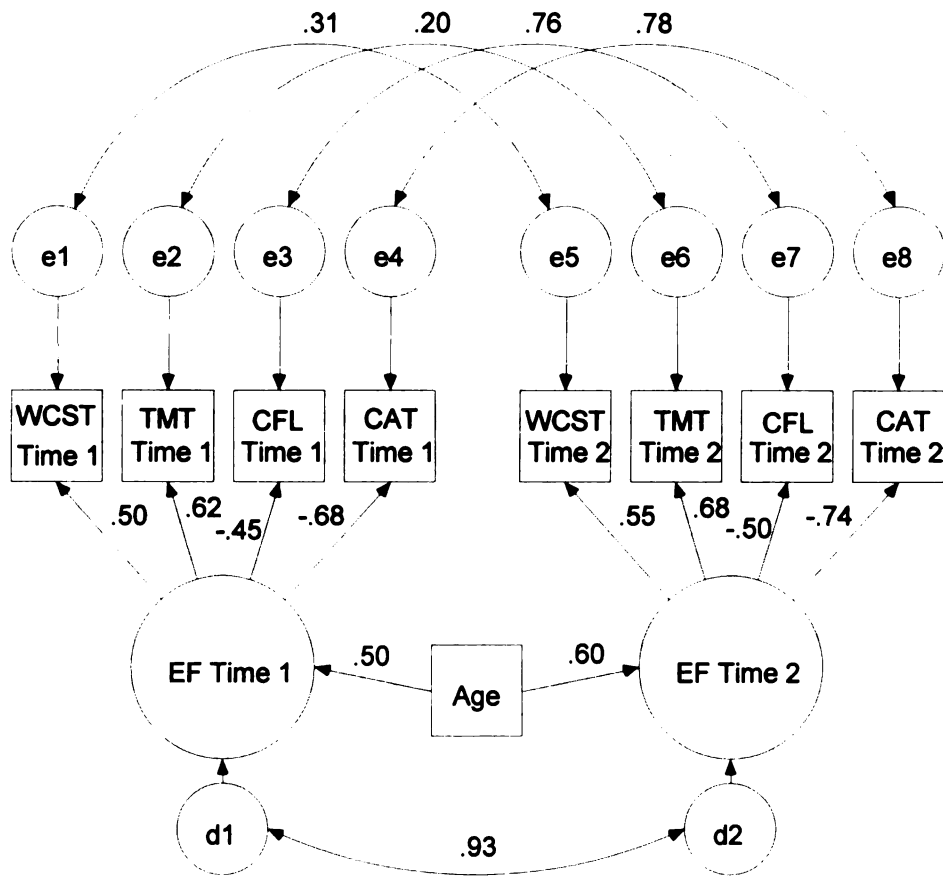 .31 .20 .76 .78
e1 e2 e3 e4 e5 e6 e7 e8
WCST TMT CFL CAT WCST TMT CFL CAT
Time 1 Time 1 Time 1 Time 1 Time 2 Time 2 Time 2 Time 2
.50 .62 -.45 -.68 .55 .68 -.50 -.74
EF Time 1 .50 Age .60 EF Time 2
d1 .93 d2